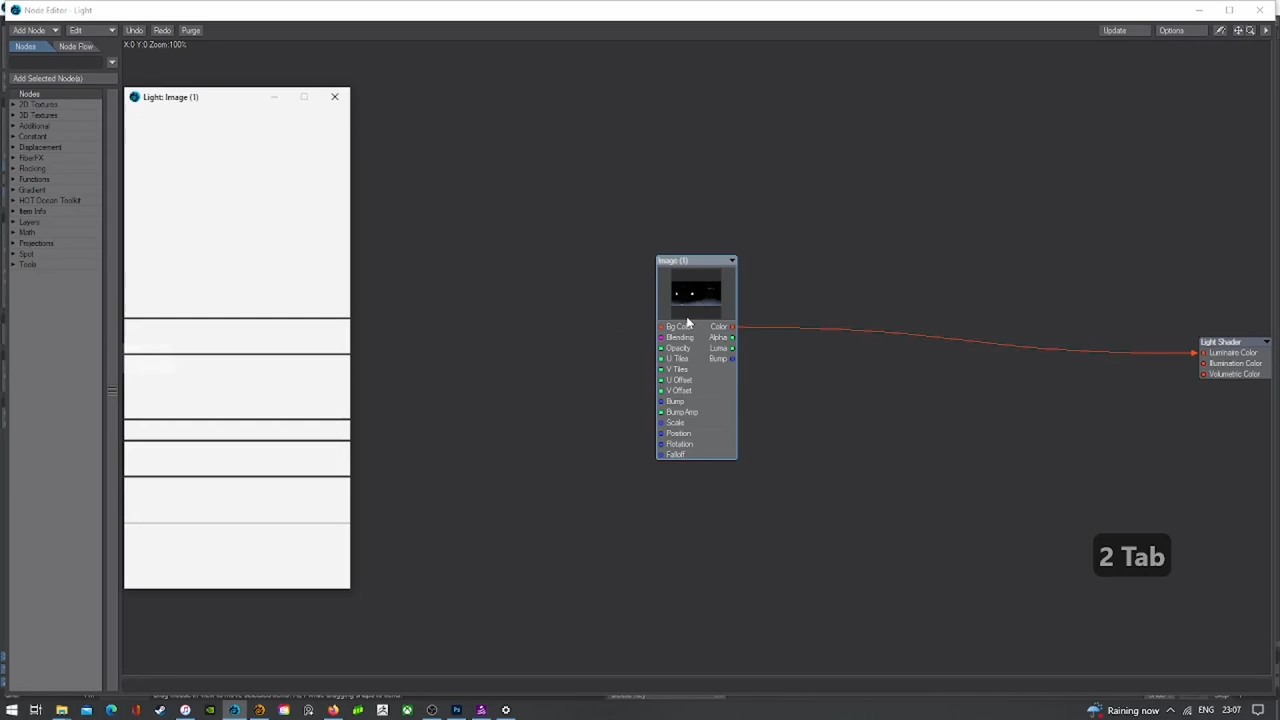 Node Editor - Light
Add Node
Edit
Undo
Redo
Purge
Update
Options
Nodes
Node Flow
X:0 Y:0 Zoom:100%
Add Selected Node(s)
Nodes
2D Textures
3D Textures
Additional
Constant
Displacement
FiberFX
Flocking
Functions
Gradient
HOT Ocean Toolkit
Item Info
Layers
Math
Projections
Spot
Tools
Light: Image (1)
Image (1)
Bg Color Color
Blending Alpha
Opacity Luma
U Tiles Bump
V Tiles
U Offset
V Offset
Bump
BumpAmp
Scale
Position
Rotation
Falloff
Light Shader
Luminaire Color
Illumination Color
Volumetric Color
2 Tab
Raining now
ENG
23:07